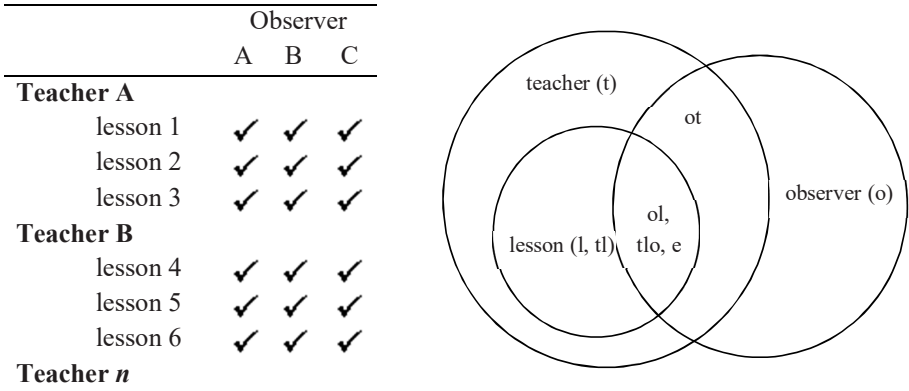 Observer
A B C
Teacher A
lesson 1 ✓ ✓ ✓
lesson 2 ✓ ✓ ✓
lesson 3 ✓ ✓ ✓
Teacher B
lesson 4 ✓ ✓ ✓
lesson 5 ✓ ✓ ✓
lesson 6 ✓ ✓ ✓
Teacher n
teacher (t)
ot
observer (o)
lesson (l, tl)
ol,
tlo, e